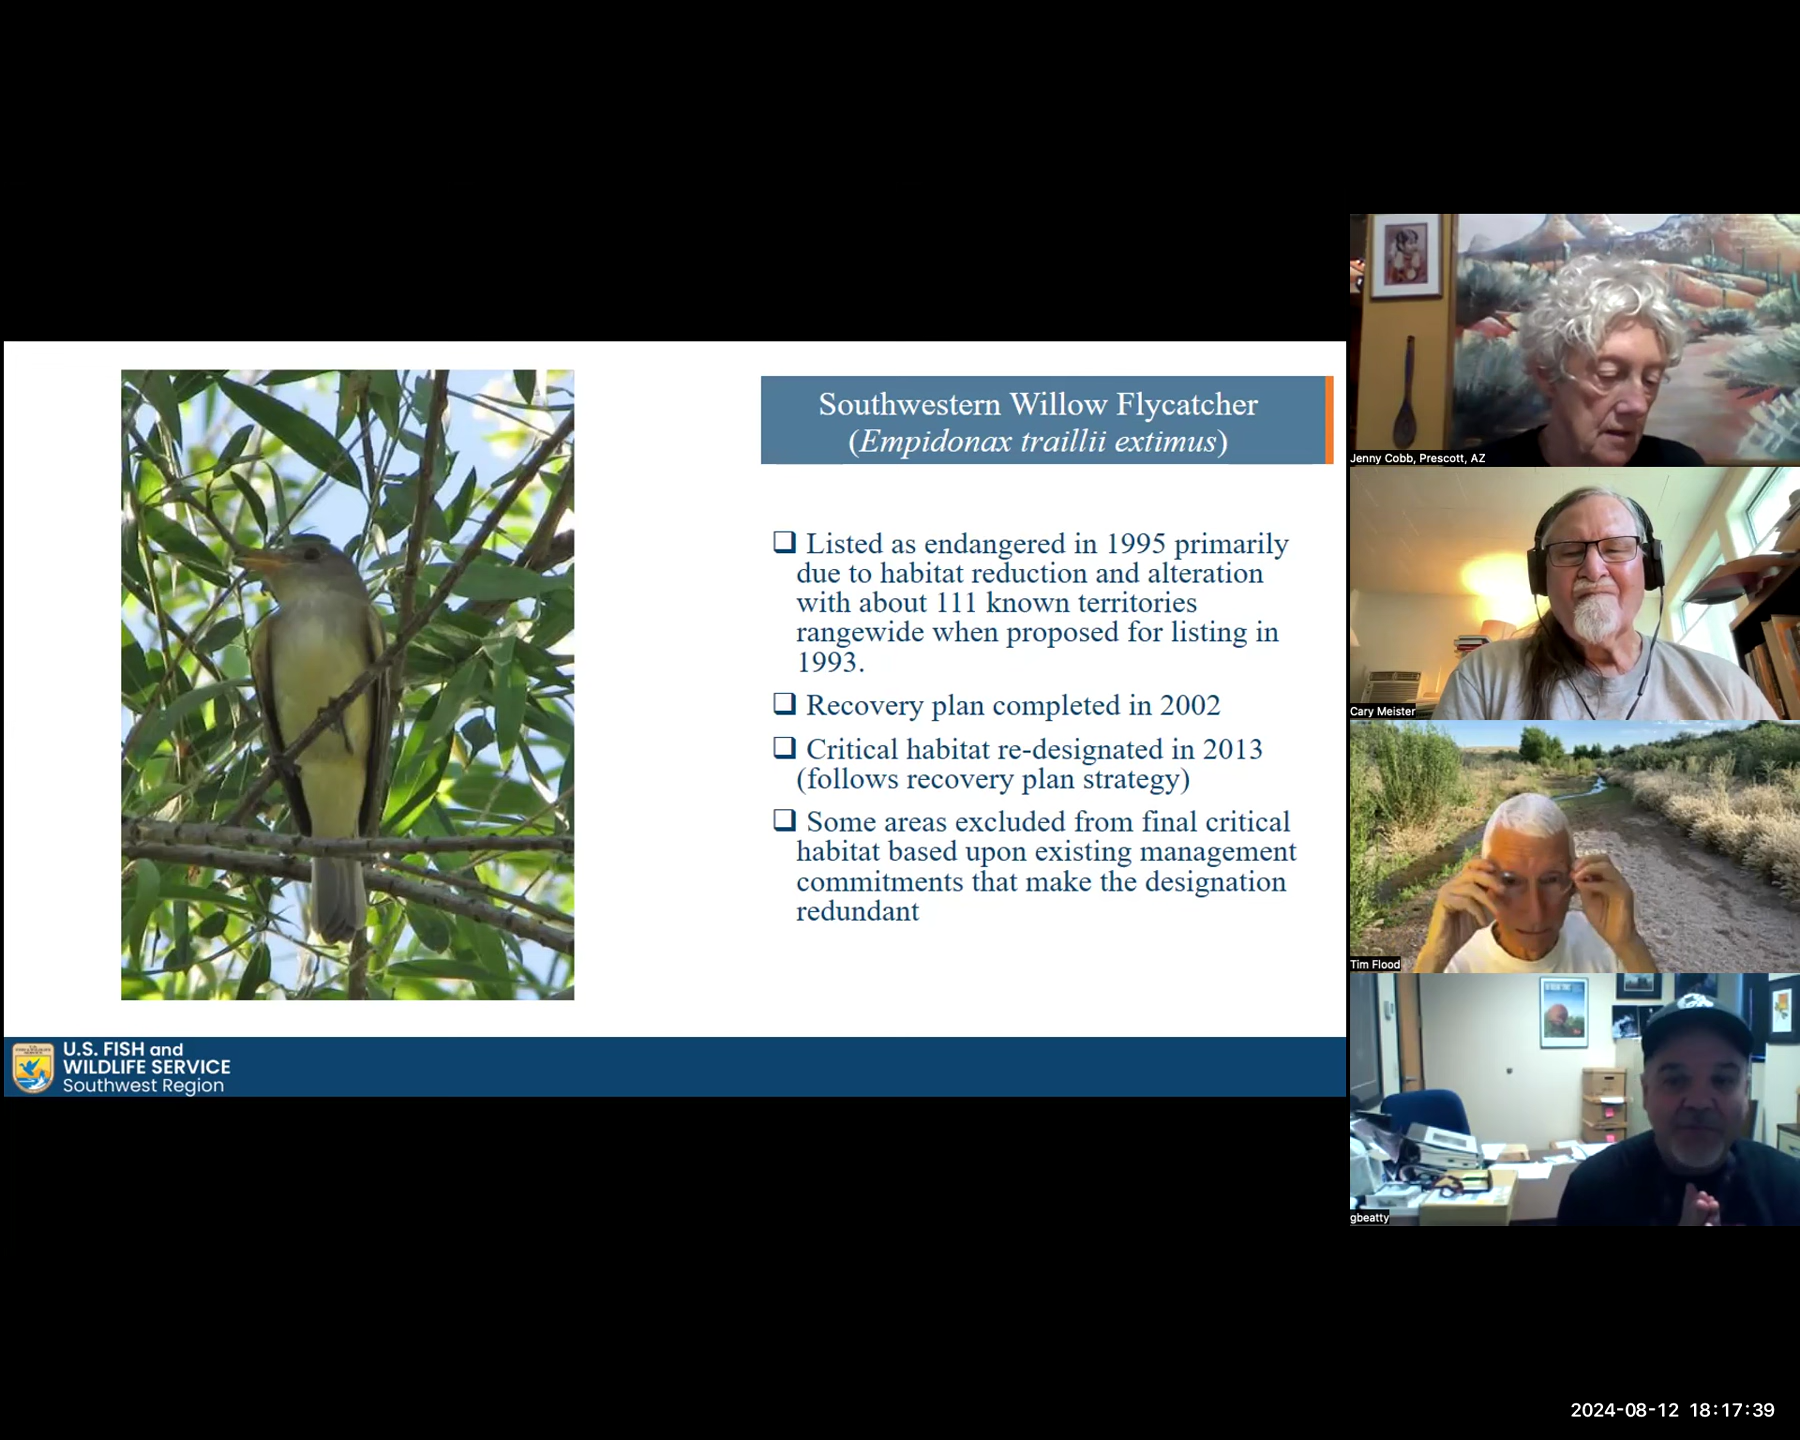 Southwestern Willow Flycatcher
(Empidonax traillii extimus)
Listed as endangered in 1995 primarily
due to habitat reduction and alteration
with about 111 known territories
rangewide when proposed for listing in
1993.
Recovery plan completed in 2002
Critical habitat re-designated in 2013
(follows recovery plan strategy)
Some areas excluded from final critical
habitat based upon existing management
commitments that make the designation
redundant
U.S. FISH and
WILDLIFE SERVICE
Southwest Region
Jenny Cobb, Prescott, AZ
Cary Meister
Tim Flood
gbeatty
2024-08-12 18:17:39